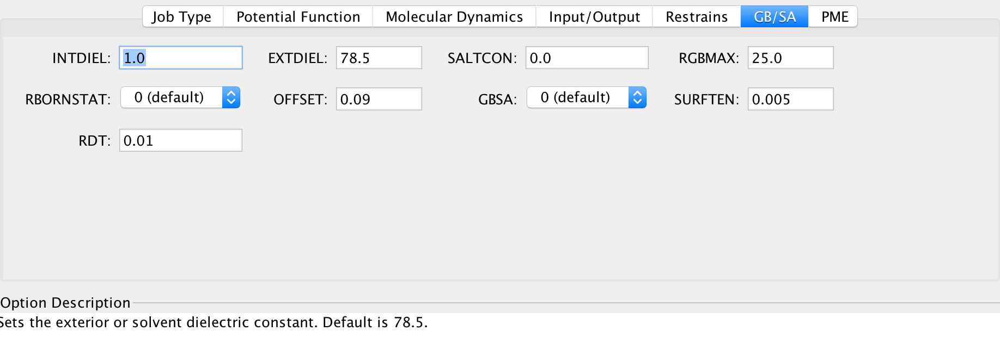 Job Type Potential Function Molecular Dynamics Input/Output Restrains GB/SA PME
INTDIEL: 1.0 EXTDIEL: 78.5 SALTCON: 0.0 RGBMAX: 25.0
RBORNSTAT: 0 (default) OFFSET: 0.09 GBSA: 0 (default) SURFTEN: 0.005
RDT: 0.01
Option Description
Sets the exterior or solvent dielectric constant. Default is 78.5.